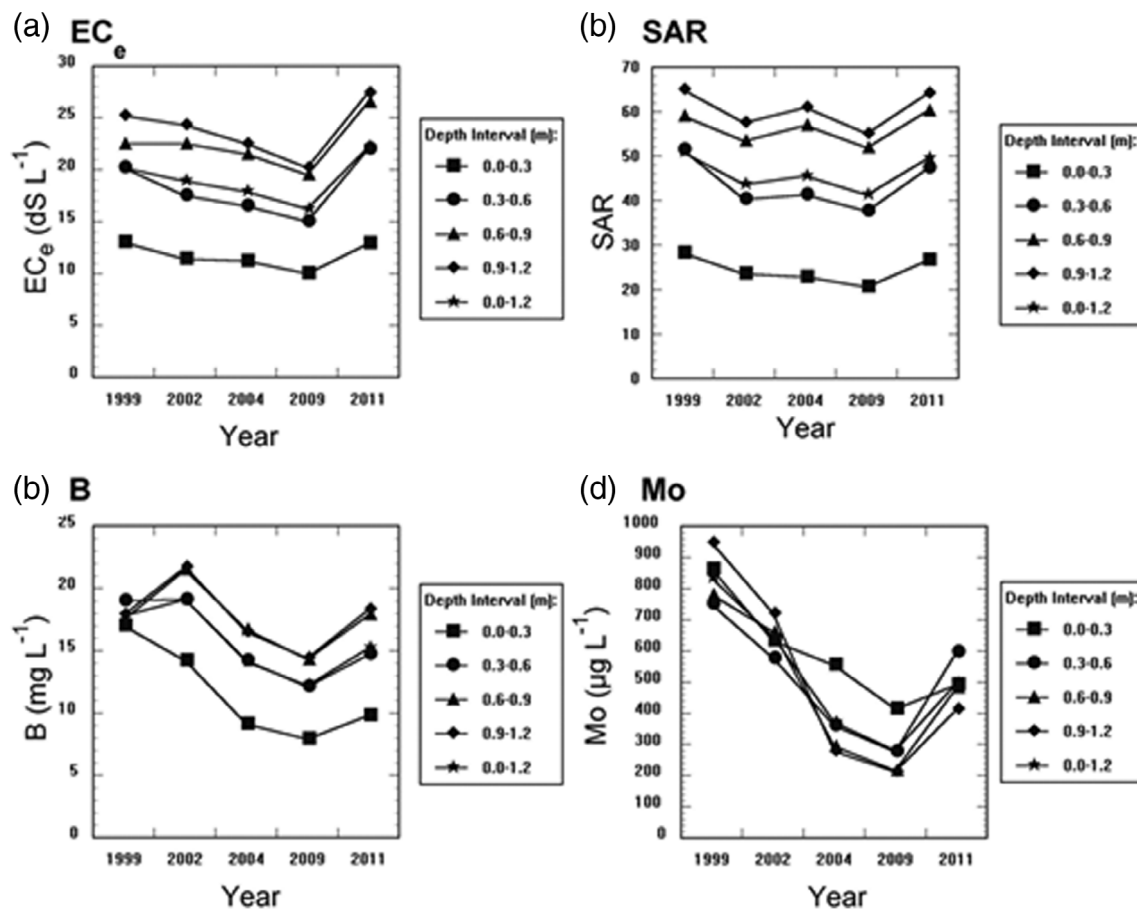 (a) ECe
30
25
20
15
10
5
0
ECe (dS L-1)
1999 2002 2004 2009 2011
Year
Depth Interval [m]:
0.0-0.3
0.3-0.6
0.6-0.9
0.9-1.2
0.0-1.2
(b) SAR
70
60
50
40
30
20
10
0
SAR
1999 2002 2004 2009 2011
Year
Depth Interval [m]:
0.0-0.3
0.3-0.6
0.6-0.9
0.9-1.2
0.0-1.2
(b) B
25
20
15
10
5
0
B (mg L-1)
1999 2002 2004 2009 2011
Year
Depth Interval [m]:
0.0-0.3
0.3-0.6
0.6-0.9
0.9-1.2
0.0-1.2
(d) Mo
1000
900
800
700
600
500
400
300
200
100
0
Mo (µg L-1)
1999 2002 2004 2009 2011
Year
Depth Interval [m]:
0.0-0.3
0.3-0.6
0.6-0.9
0.9-1.2
0.0-1.2